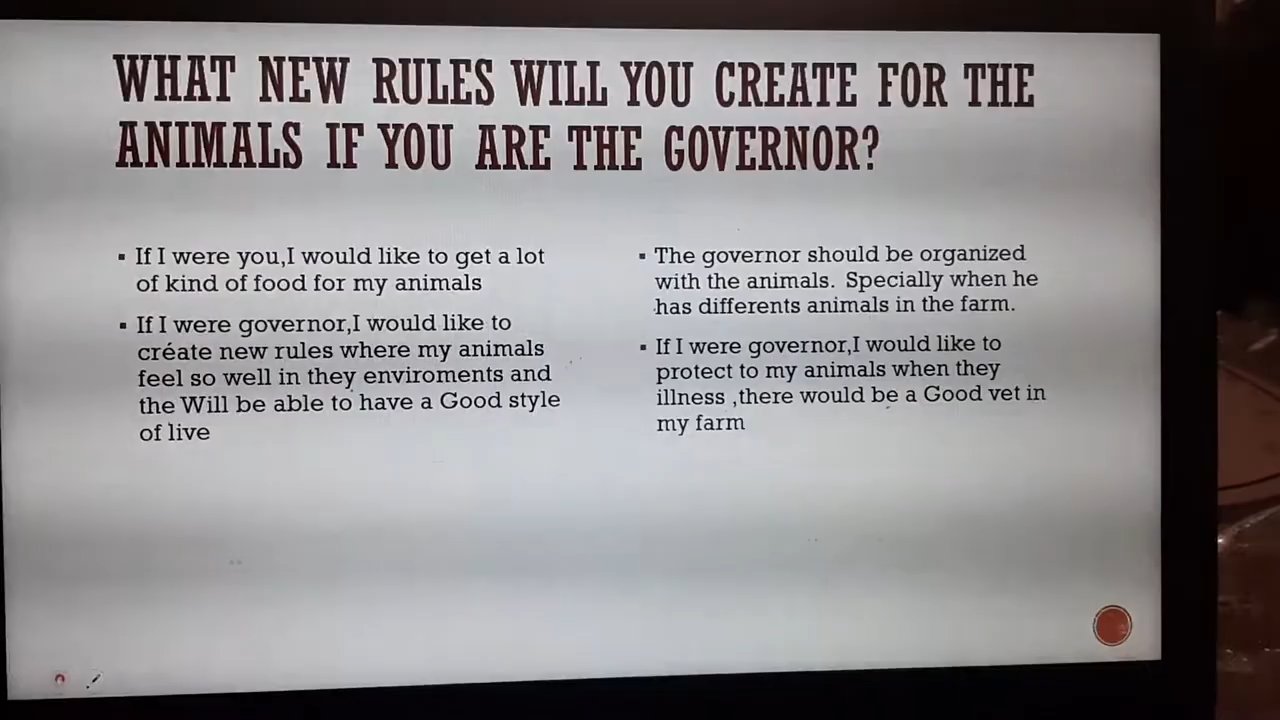 WHAT NEW RULES WILL YOU CREATE FOR THE
ANIMALS IF YOU ARE THE GOVERNOR?
▪ If I were you,I would like to get a lot
of kind of food for my animals
▪ If I were governor,I would like to
créate new rules where my animals
feel so well in they enviroments and
the Will be able to have a Good style
of live
▪ The governor should be organized
with the animals. Specially when he
has differents animals in the farm.
▪ If I were governor,I would like to
protect to my animals when they
illness ,there would be a Good vet in
my farm